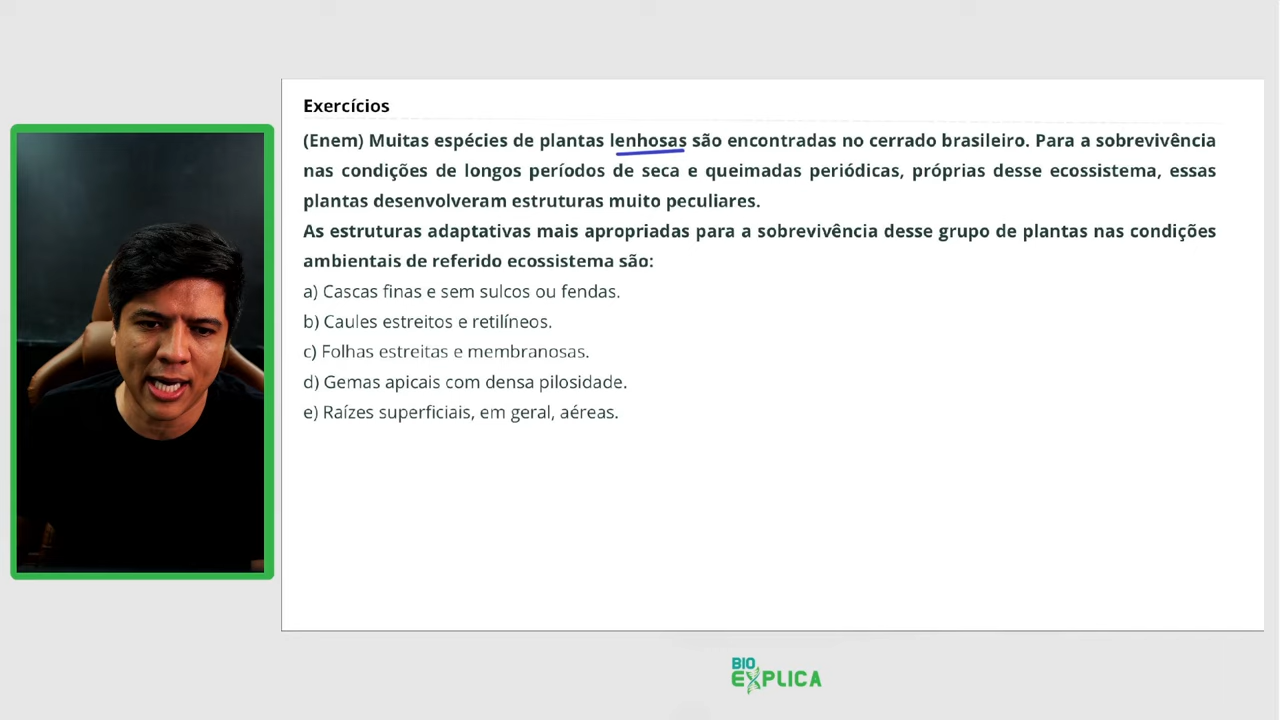 Exercícios
(Enem) Muitas espécies de plantas lenhosas são encontradas no cerrado brasileiro. Para a sobrevivência
nas condições de longos períodos de seca e queimadas periódicas, próprias desse ecossistema, essas
plantas desenvolveram estruturas muito peculiares.
As estruturas adaptativas mais apropriadas para a sobrevivência desse grupo de plantas nas condições
ambientais de referido ecossistema são:
a) Cascas finas e sem sulcos ou fendas.
b) Caules estreitos e retilíneos.
c) Folhas estreitas e membranosas.
d) Gemas apicais com densa pilosidade.
e) Raízes superficiais, em geral, aéreas.
BIO
EXPLICA